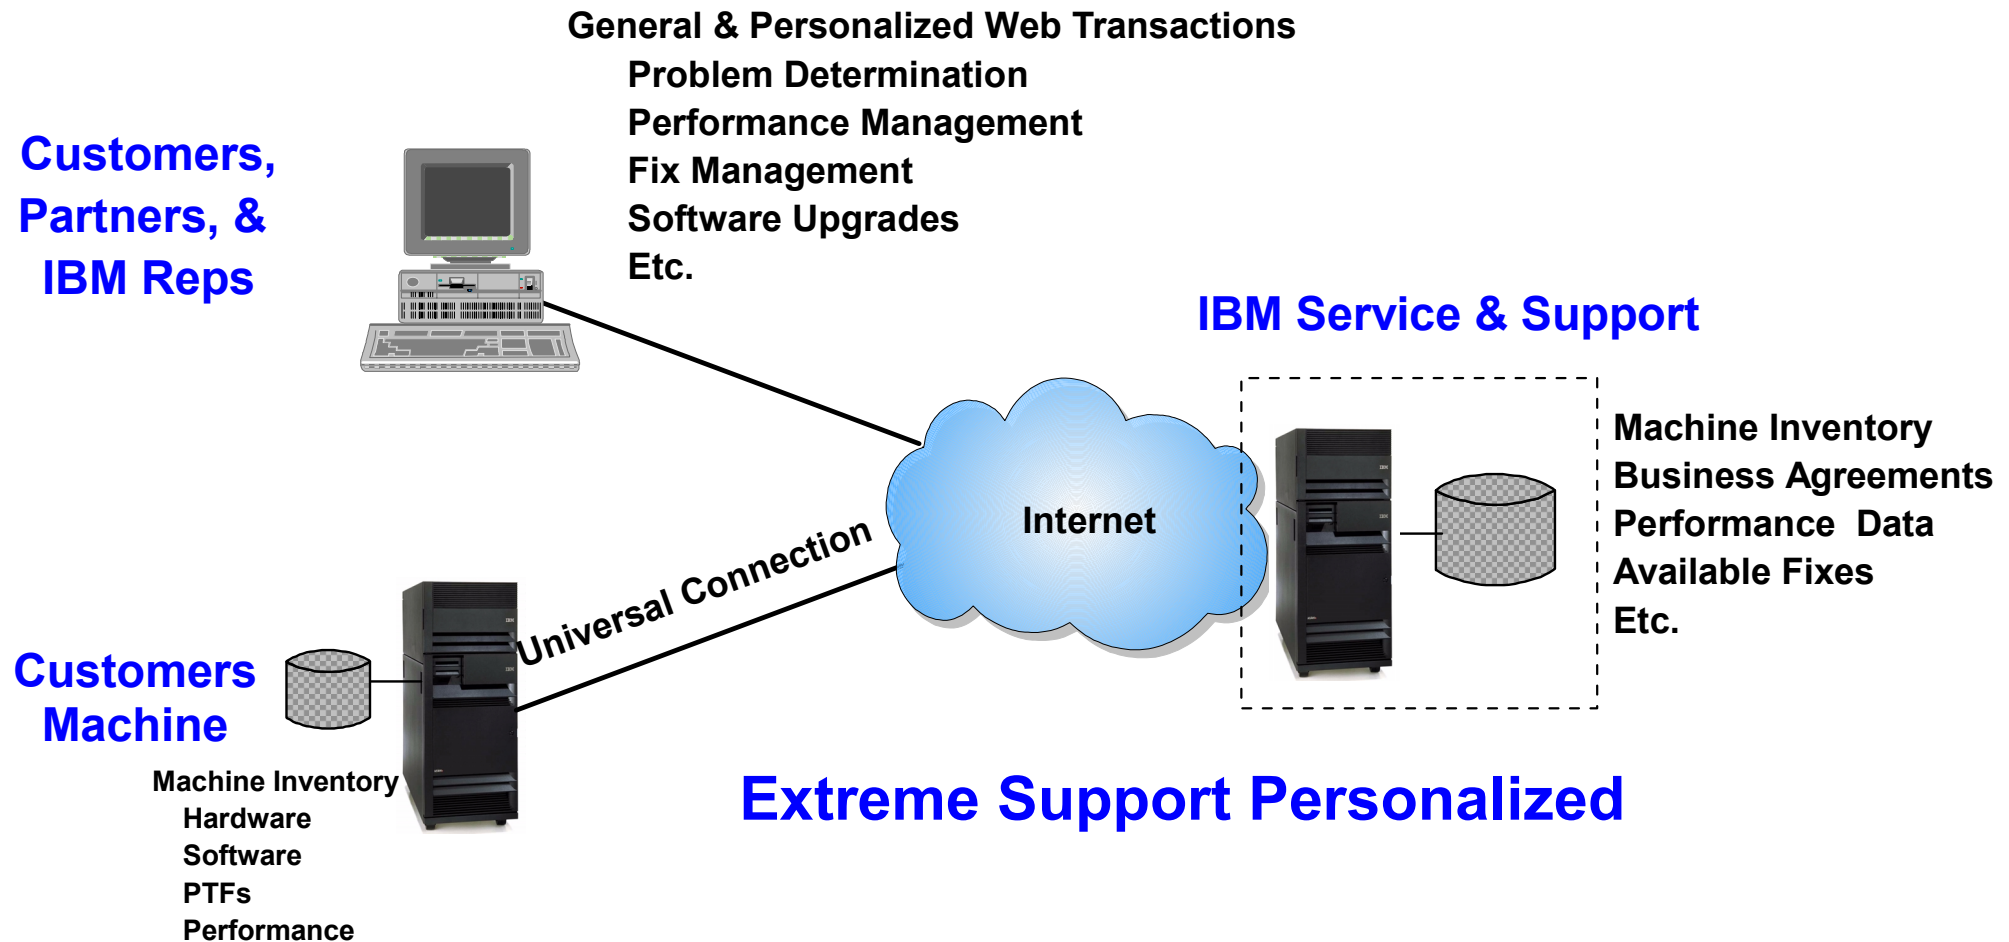 General & Personalized Web Transactions
Problem Determination
Performance Management
Fix Management
Software Upgrades
Etc.
Customers,
Partners, &
IBM Reps
IBM Service & Support
Machine Inventory
Business Agreements
Performance Data
Available Fixes
Etc.
Internet
Universal Connection
Customers
Machine
Machine Inventory
Hardware
Software
PTFs
Performance
Extreme Support Personalized